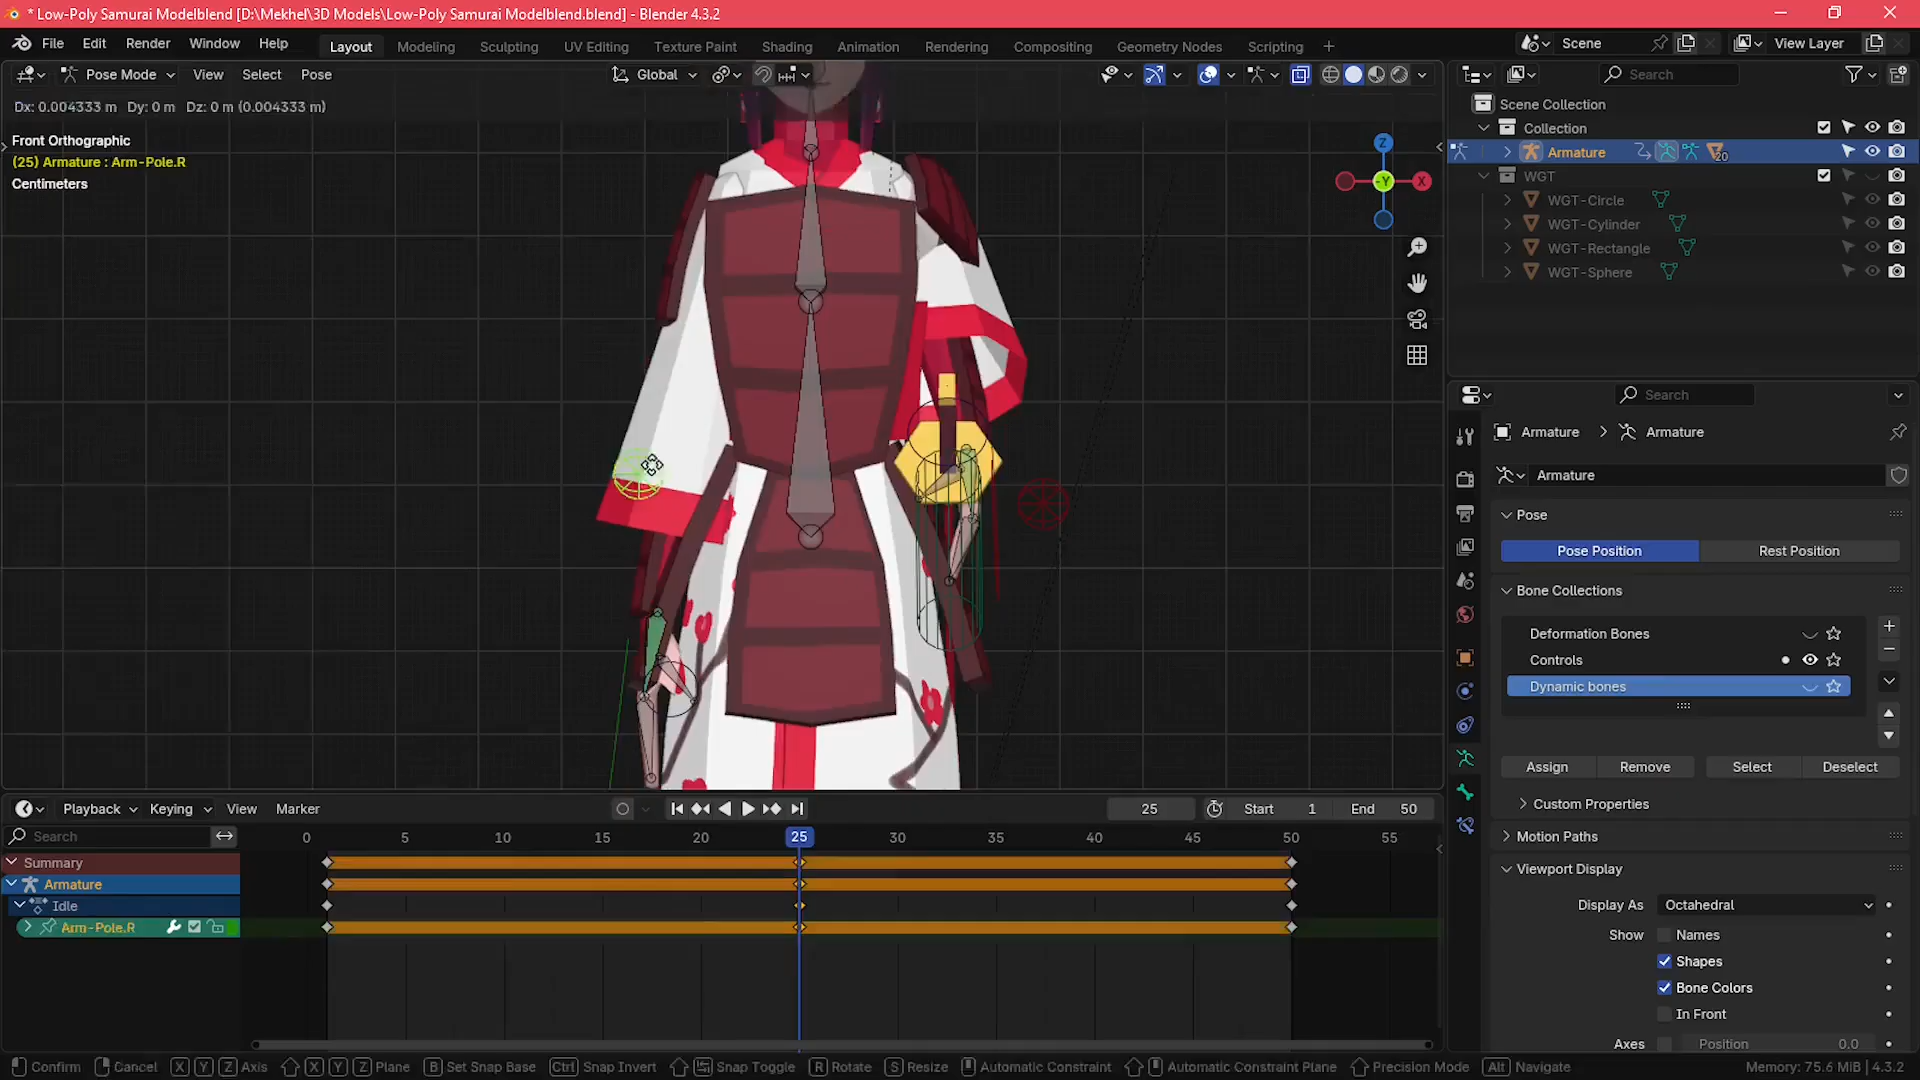 * Low-Poly Samurai Modelblend [D:\Mekhel\3D Models\Low-Poly Samurai Modelblend.blend] - Blender 4.3.2
File Edit Render Window Help Layout Modeling Sculpting UV Editing Texture Paint Shading Animation Rendering Compositing Geometry Nodes Scripting + Scene View Layer
Pose Mode View Select Pose Global Search
Dx: 0.004333 m Dy: 0 m Dz: 0 m (0.004333 m)
Front Orthographic
(25) Armature : Arm-Pole.R
Centimeters
Z
-Y
X
Scene Collection
Collection
Armature 20
WGT
WGT-Circle
WGT-Cylinder
WGT-Rectangle
WGT-Sphere
Search
Armature > Armature
Armature
Pose
Pose Position Rest Position
Bone Collections
Deformation Bones
Controls
Dynamic bones
Assign Remove Select Deselect
Custom Properties
Motion Paths
Viewport Display
Display As Octahedral
Show Names
Shapes
Bone Colors
In Front
Axes Position 0.0
Playback Keying View Marker 25 Start 1 End 50
Search 0 5 10 15 20 25 30 35 40 45 50 55
Summary
Armature
Idle
Arm-Pole.R
Confirm Cancel X Y Z Axis X Y Z Plane B Set Snap Base Ctrl Snap Invert Snap Toggle R Rotate S Resize Automatic Constraint Automatic Constraint Plane Precision Mode Alt Navigate Memory: 75.6 MiB | 4.3.2